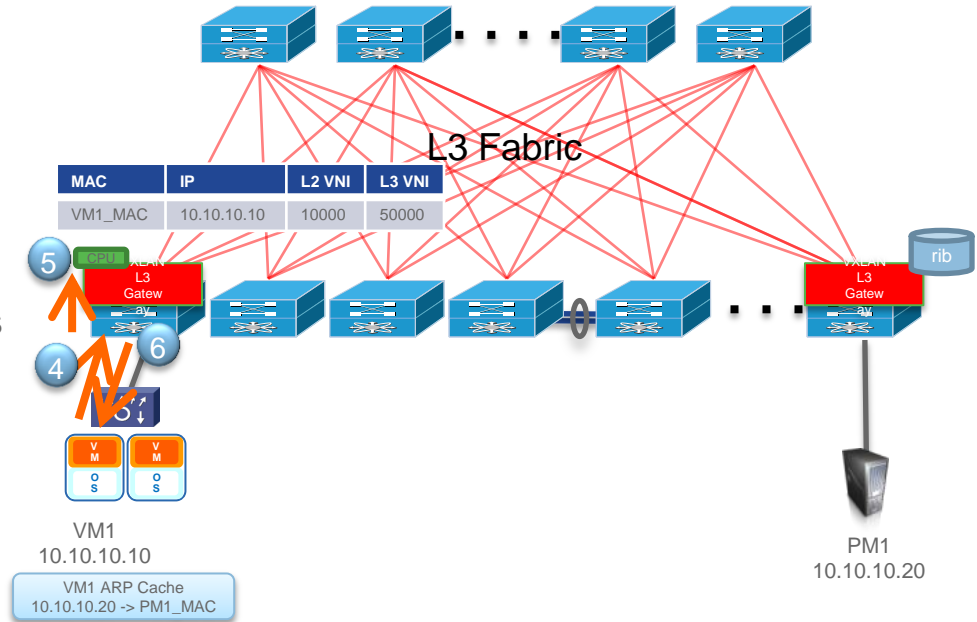 L3 Fabric
MAC IP L2 VNI L3 VNI
VM1_MAC 10.10.10.10 10000 50000
5
CPU
VXLAN
L3
Gatew
ay
rib
VXLAN
L3
Gatew
ay
s
4
6
V
M
O
S
V
M
O
S
VM1
10.10.10.10
VM1 ARP Cache
10.10.10.20 -> PM1_MAC
PM1
10.10.10.20